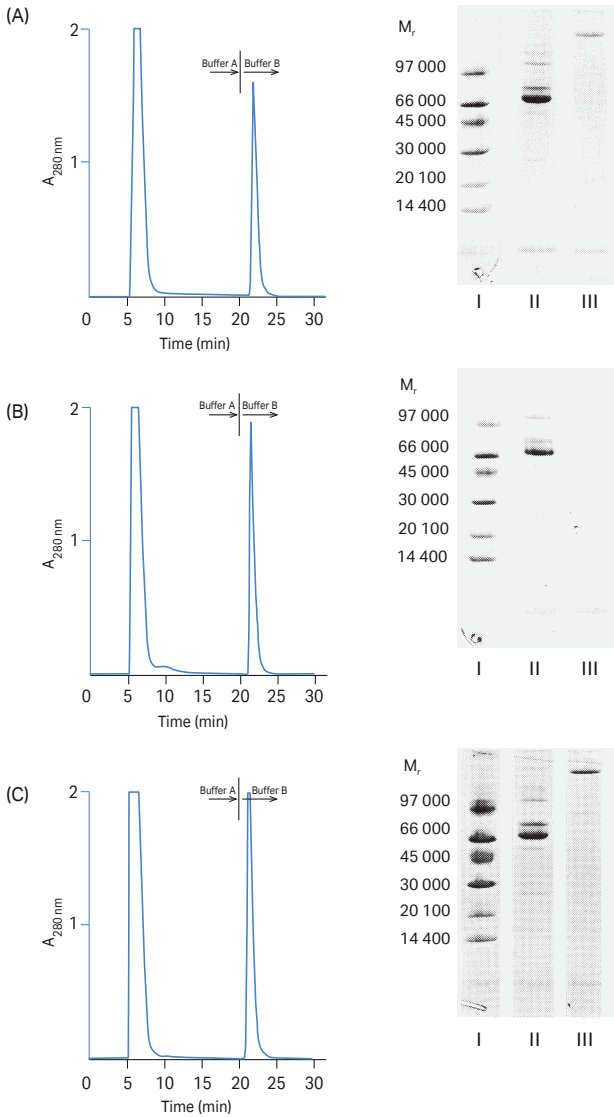 (A)
2
1
A280 nm
Buffer A
Buffer B
0 5 10 15 20 25 30
Time (min)
Mr
97 000
66 000
45 000
30 000
20 100
14 400
I II III
(B)
2
1
A280 nm
Buffer A
Buffer B
0 5 10 15 20 25 30
Time (min)
Mr
97 000
66 000
45 000
30 000
20 100
14 400
I II III
(C)
2
1
A280 nm
Buffer A
Buffer B
0 5 10 15 20 25 30
Time (min)
Mr
97 000
66 000
45 000
30 000
20 100
14 400
I II III